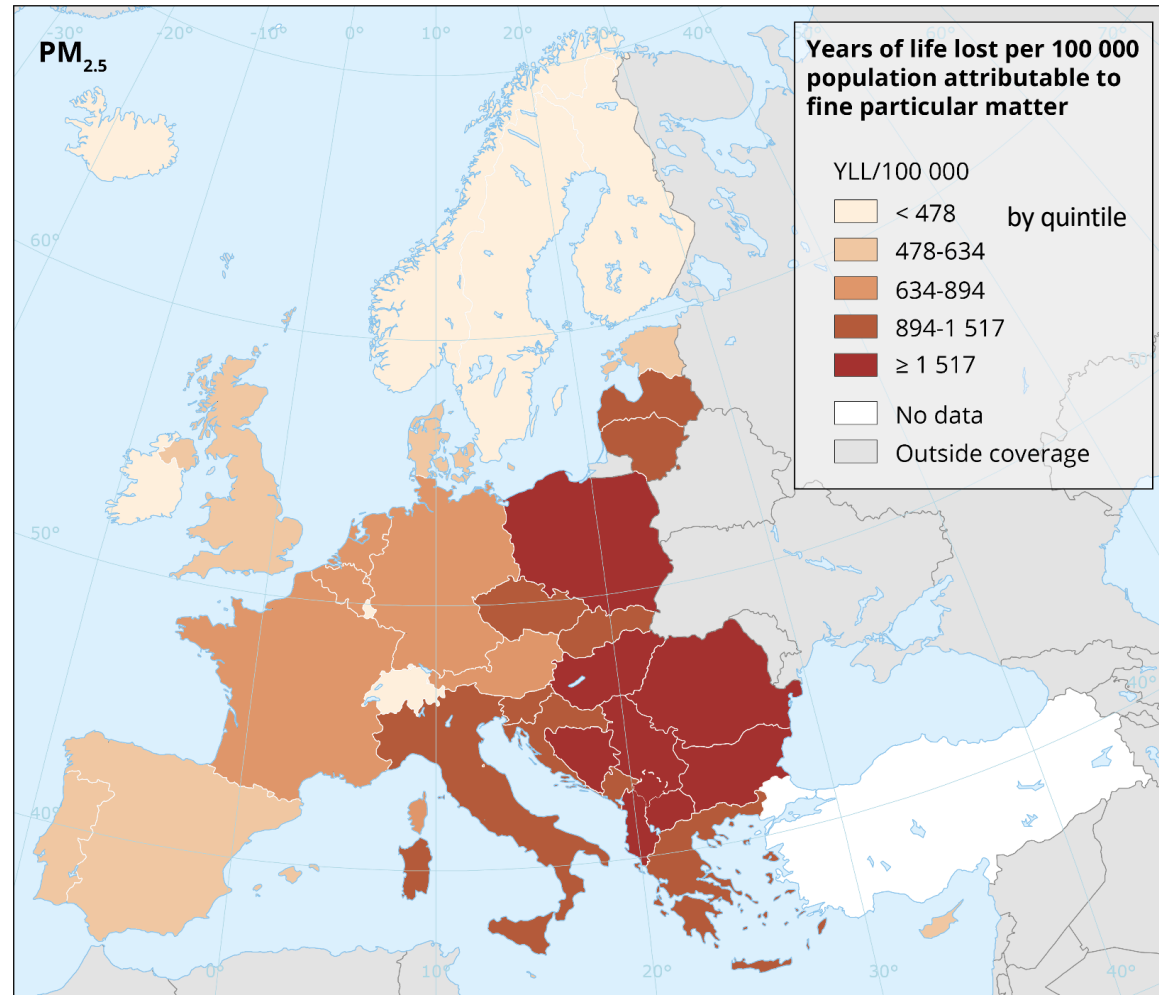 -30°
-20°
-10°
0°
10°
20°
30°
40°
50°
60°
70°
PM2.5
Years of life lost per 100 000
population attributable to
fine particular matter
YLL/100 000
< 478
by quintile
478-634
634-894
894-1 517
≥ 1 517
No data
Outside coverage
60°
50°
40°
40°
0°
10°
20°
30°
40°